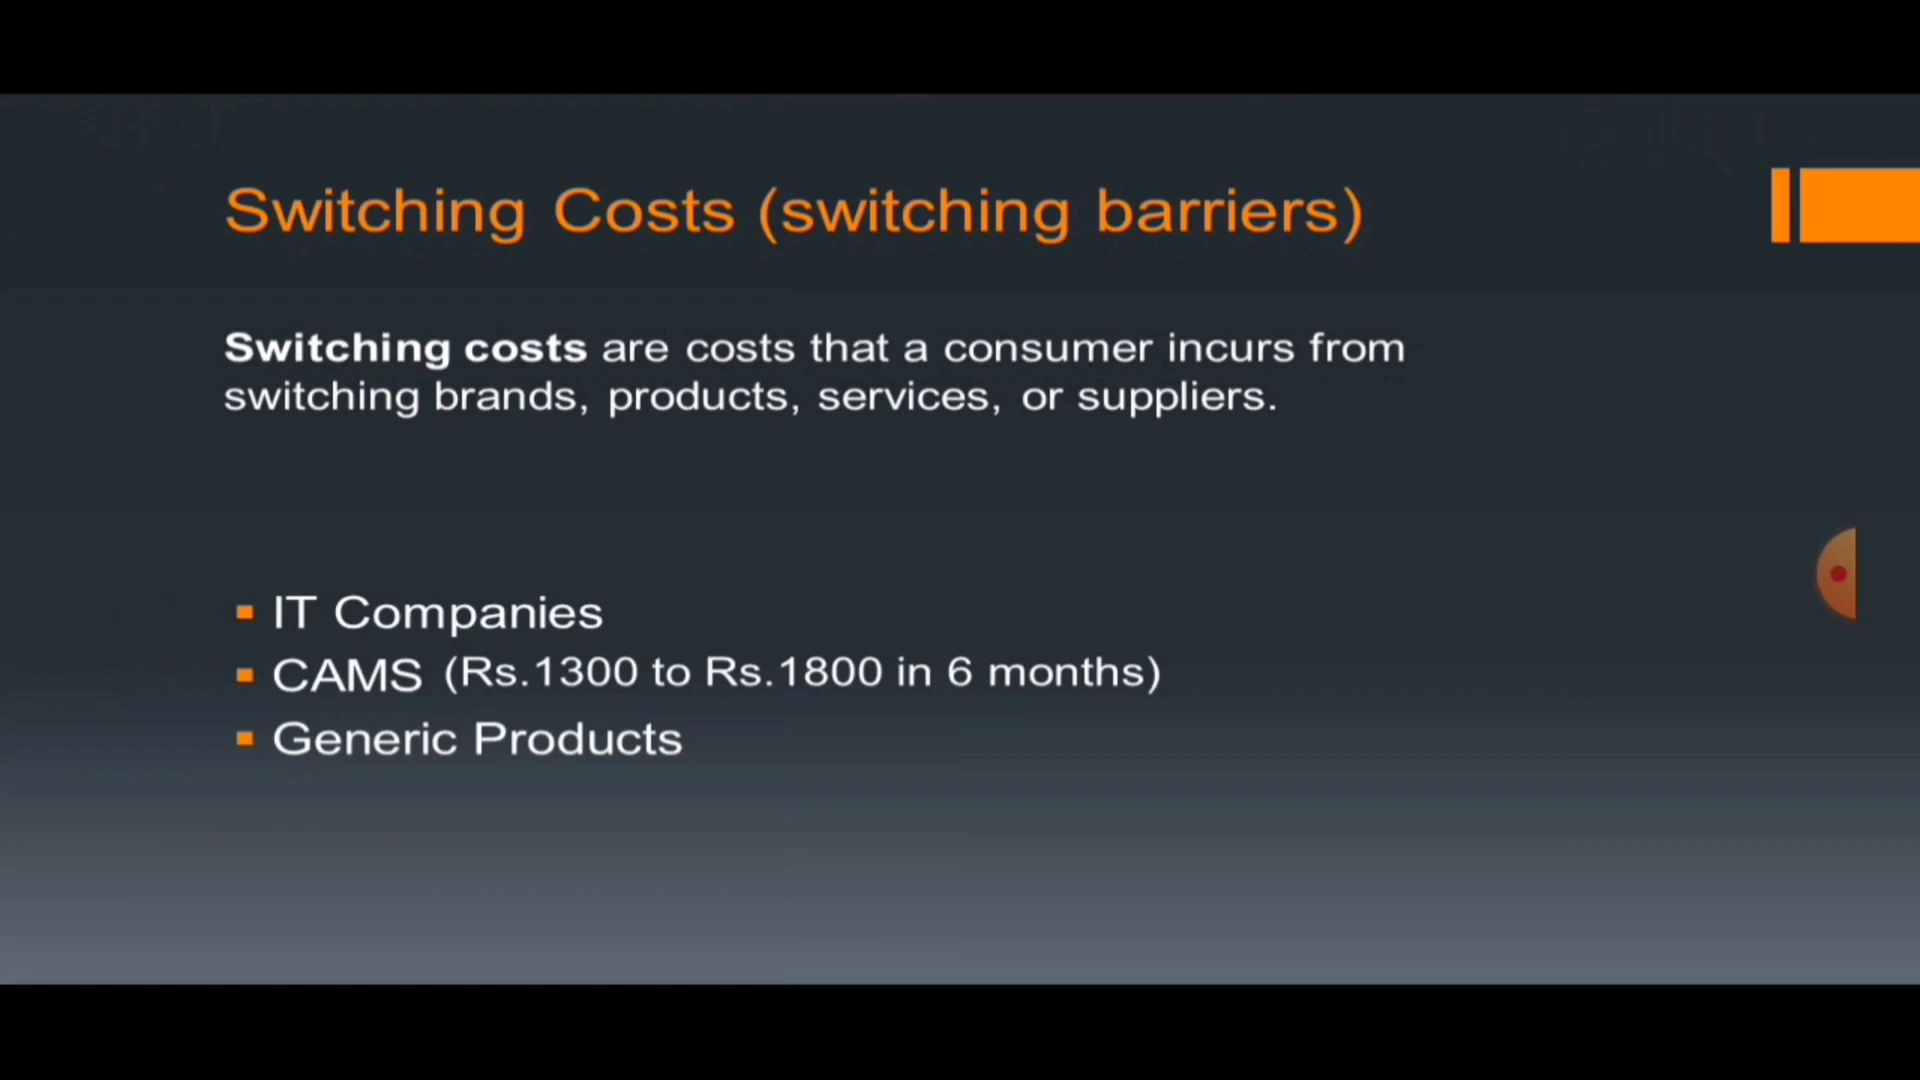 Switching Costs (switching barriers)
Switching costs are costs that a consumer incurs from
switching brands, products, services, or suppliers.
IT Companies
CAMS (Rs.1300 to Rs.1800 in 6 months)
Generic Products